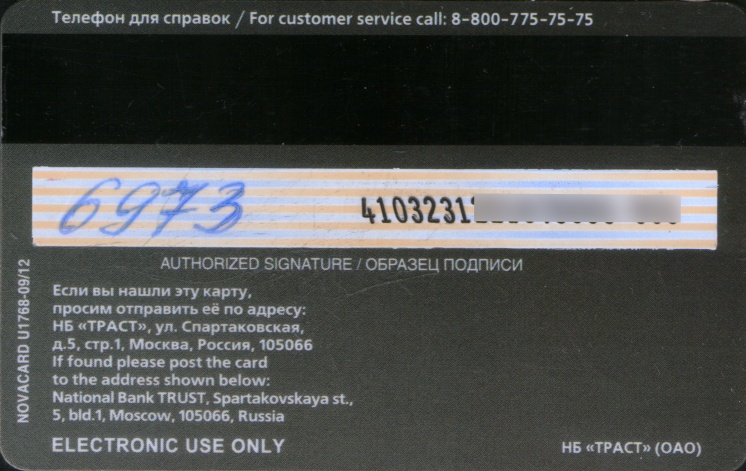 Телефон для справок / For customer service call: 8-800-775-75-75
6973
41032312
AUTHORIZED SIGNATURE / ОБРАЗЕЦ ПОДПИСИ
NOVACARD U1768-09/12
Если вы нашли эту карту,
просим отправить её по адресу:
НБ «ТРАСТ», ул. Спартаковская,
д.5, стр.1, Москва, Россия, 105066
If found please post the card
to the address shown below:
National Bank TRUST, Spartakovskaya st.,
5, bld.1, Moscow, 105066, Russia
ELECTRONIC USE ONLY
НБ «ТРАСТ» (ОАО)